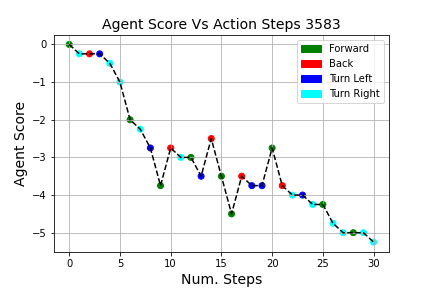 Agent Score Vs Action Steps 3583
Forward
Back
Turn Left
Turn Right
Agent Score
0
−1
−2
−3
−4
−5
0 5 10 15 20 25 30
Num. Steps